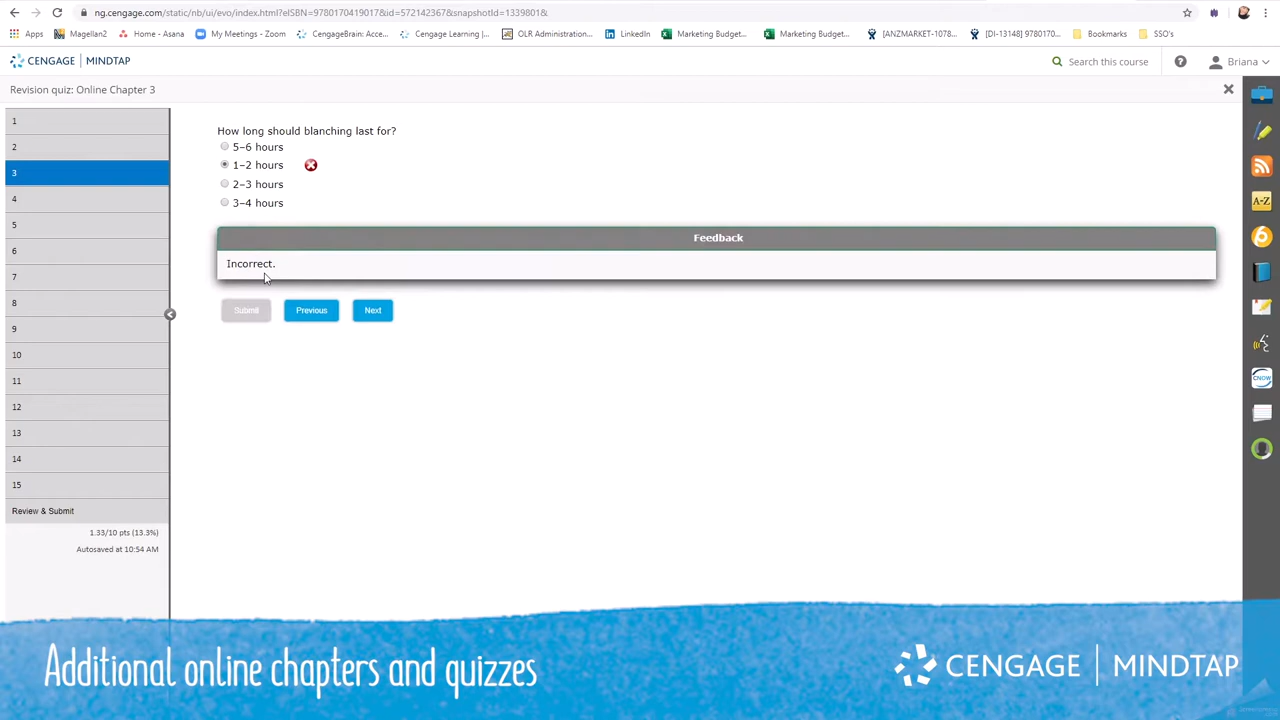 ng.cengage.com/static/nb/ui/evo/index.html?eISBN=9780170419017&id=572142367&snapshotId=1339801&
Apps Magellan2 Home - Asana My Meetings - Zoom CengageBrain: Acce... Cengage Learning |... OLR Administration... LinkedIn Marketing Budget... Marketing Budget... [ANZMARKET-1078... [DI-13148] 9780170... Bookmarks SSO's
CENGAGE | MINDTAP Search this course ? Briana
Revision quiz: Online Chapter 3
1
2
3
4
5
6
7
8
9
10
11
12
13
14
15
Review & Submit
1.33/10 pts (13.3%)
Autosaved at 10:54 AM
How long should blanching last for?
5–6 hours
1–2 hours
2–3 hours
3–4 hours
Feedback
Incorrect.
Submit Previous Next
A-Z
CNOW
Additional online chapters and quizzes
CENGAGE | MINDTAP